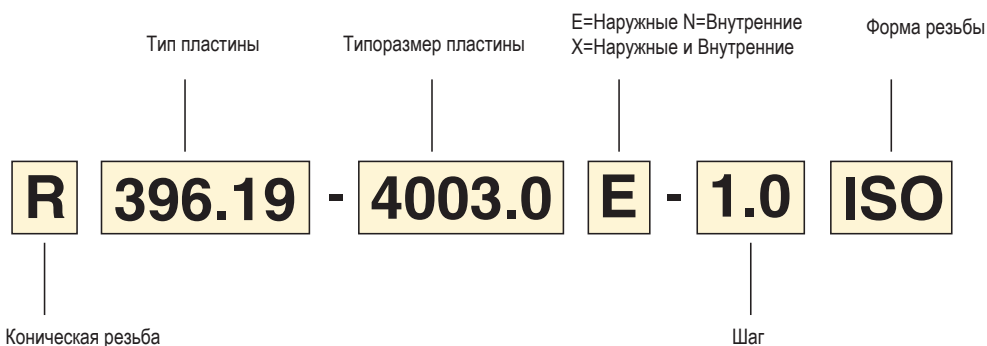 Тип пластины
Типоразмер пластины
E=Наружные N=Внутренние
X=Наружные и Внутренние
Форма резьбы
R 396.19 - 4003.0 E - 1.0 ISO
Коническая резьба
Шаг